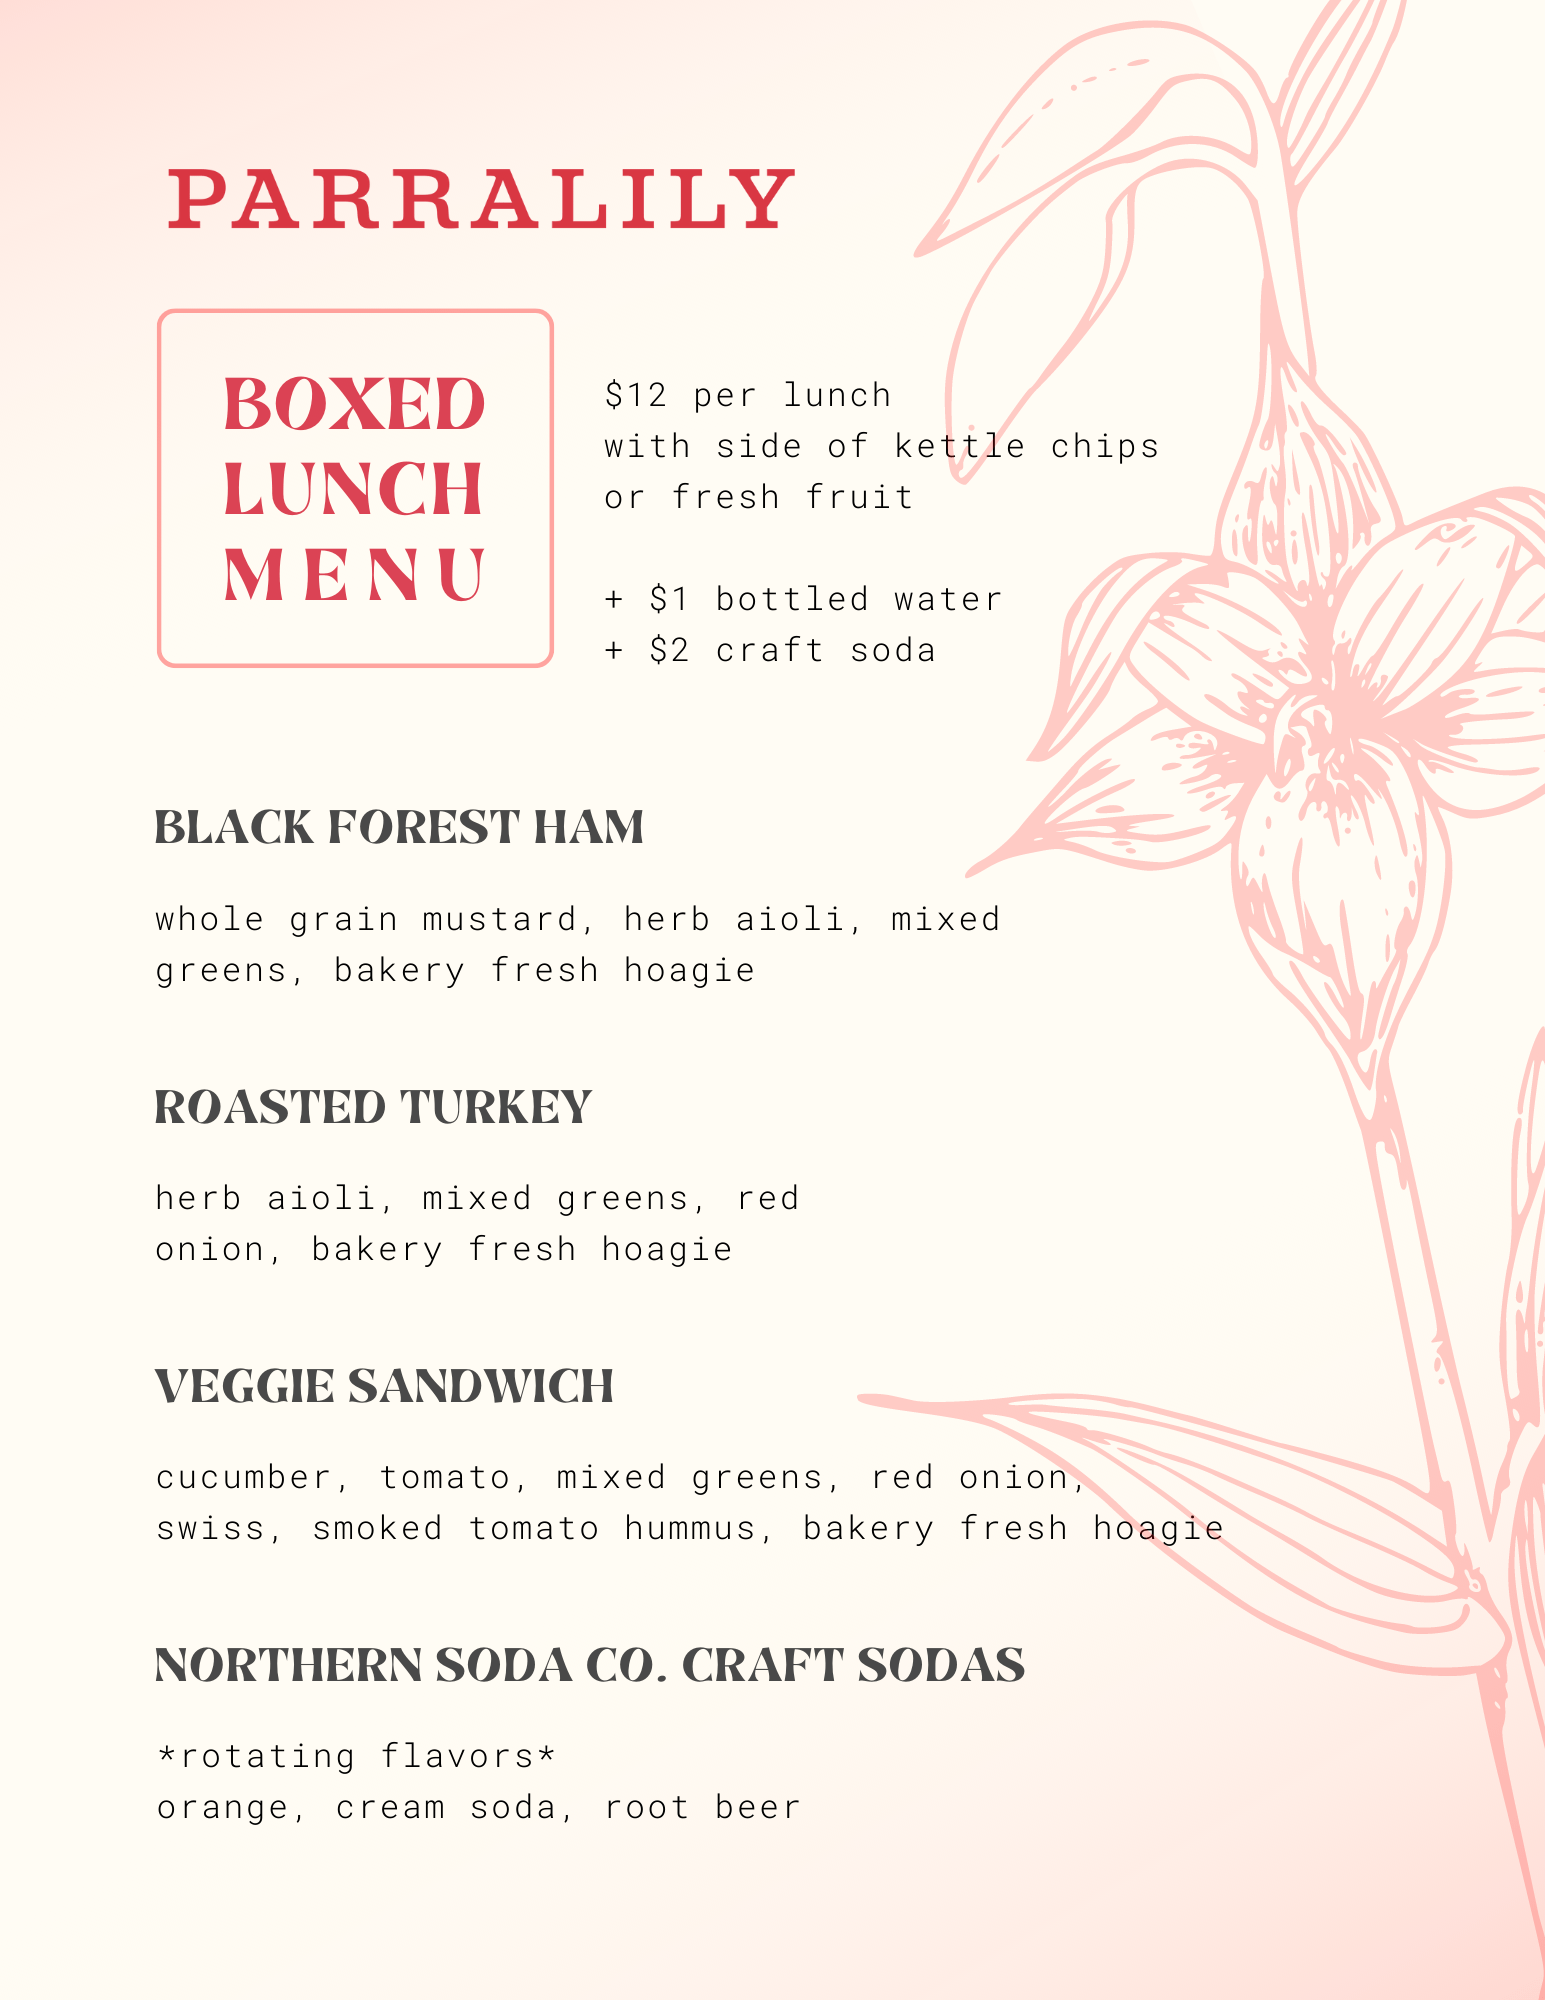 PARRALILY
BOXED
LUNCH
MENU
$12 per lunch
with side of kettle chips
or fresh fruit
+ $1 bottled water
+ $2 craft soda
BLACK FOREST HAM
whole grain mustard, herb aioli, mixed
greens, bakery fresh hoagie
ROASTED TURKEY
herb aioli, mixed greens, red
onion, bakery fresh hoagie
VEGGIE SANDWICH
cucumber, tomato, mixed greens, red onion,
swiss, smoked tomato hummus, bakery fresh hoagie
NORTHERN SODA CO. CRAFT SODAS
*rotating flavors*
orange, cream soda, root beer